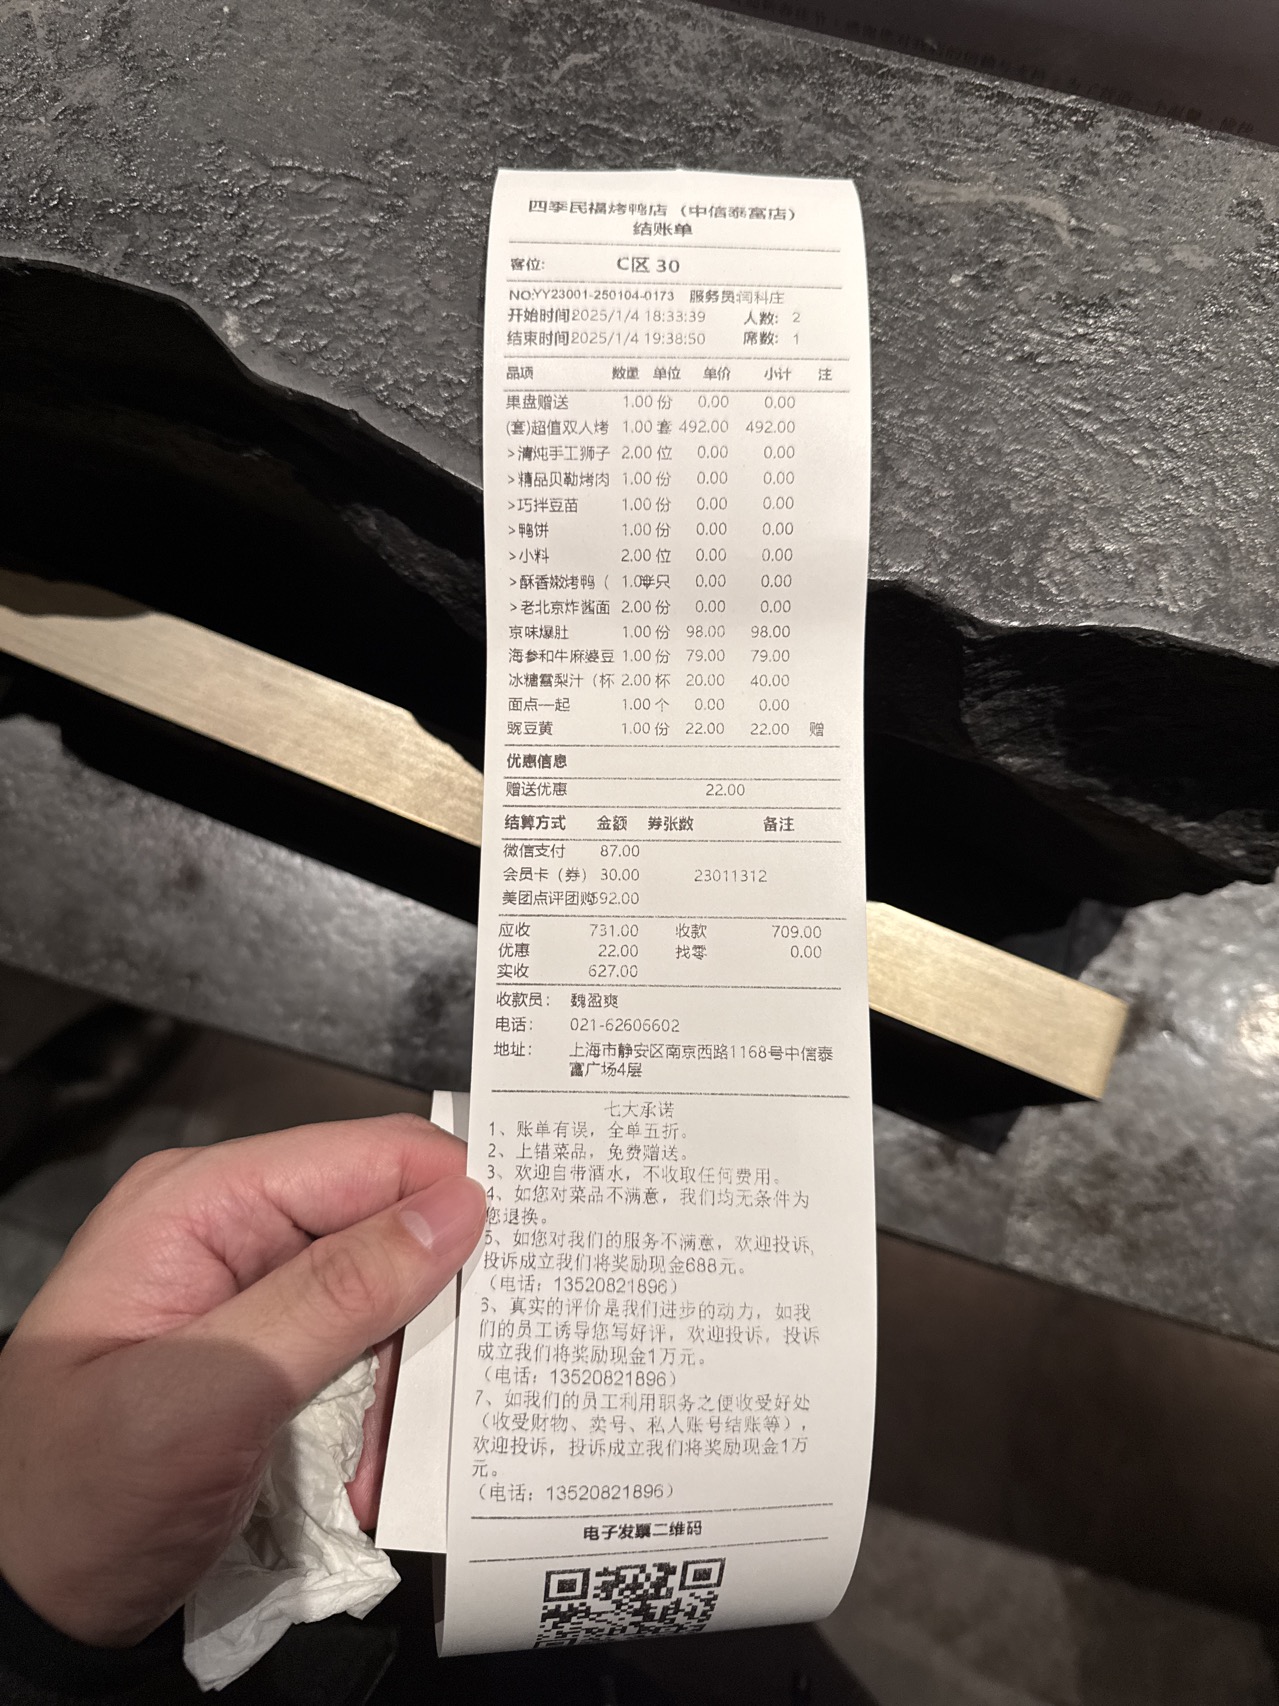 四季民福烤鸭店（中信泰富店）
结账单
客位： C区 30
NO:YY23001-250104-0173 服务员:闫科庄
开始时间:2025/1/4 18:33:39 人数： 2
结束时间:2025/1/4 19:38:50 席数： 1
品项 数量 单位 单价 小计 注
果盘赠送 1.00 份 0.00 0.00
(套)超值双人烤 1.00 套 492.00 492.00
>清炖手工狮子 2.00 位 0.00 0.00
>精品贝勒烤肉 1.00 份 0.00 0.00
>巧拌豆苗 1.00 份 0.00 0.00
>鸭饼 1.00 份 0.00 0.00
>小料 2.00 位 0.00 0.00
>酥香嫩烤鸭（ 1.00半只 0.00 0.00
>老北京炸酱面 2.00 份 0.00 0.00
京味爆肚 1.00 份 98.00 98.00
海参和牛麻婆豆 1.00 份 79.00 79.00
冰糖雪梨汁（杯 2.00 杯 20.00 40.00
面点一起 1.00 个 0.00 0.00
豌豆黄 1.00 份 22.00 22.00 赠
优惠信息
赠送优惠 22.00
结算方式 金额 券张数 备注
微信支付 87.00
会员卡（券） 30.00 23011312
美团点评团购592.00
应收 731.00 收款 709.00
优惠 22.00 找零 0.00
实收 627.00
收款员： 魏盈爽
电话： 021-62606602
地址： 上海市静安区南京西路1168号中信泰
富广场4层
七大承诺
1、账单有误，全单五折。
2、上错菜品，免费赠送。
3、欢迎自带酒水，不收取任何费用。
4、如您对菜品不满意，我们均无条件为
您退换。
5、如您对我们的服务不满意，欢迎投诉,
投诉成立我们将奖励现金688元。
（电话：13520821896）
6、真实的评价是我们进步的动力，如我
们的员工诱导您写好评，欢迎投诉，投诉
成立我们将奖励现金1万元。
（电话：13520821896）
7、如我们的员工利用职务之便收受好处
（收受财物、卖号、私人账号结账等），
欢迎投诉，投诉成立我们将奖励现金1万
元。
（电话：13520821896）
电子发票二维码